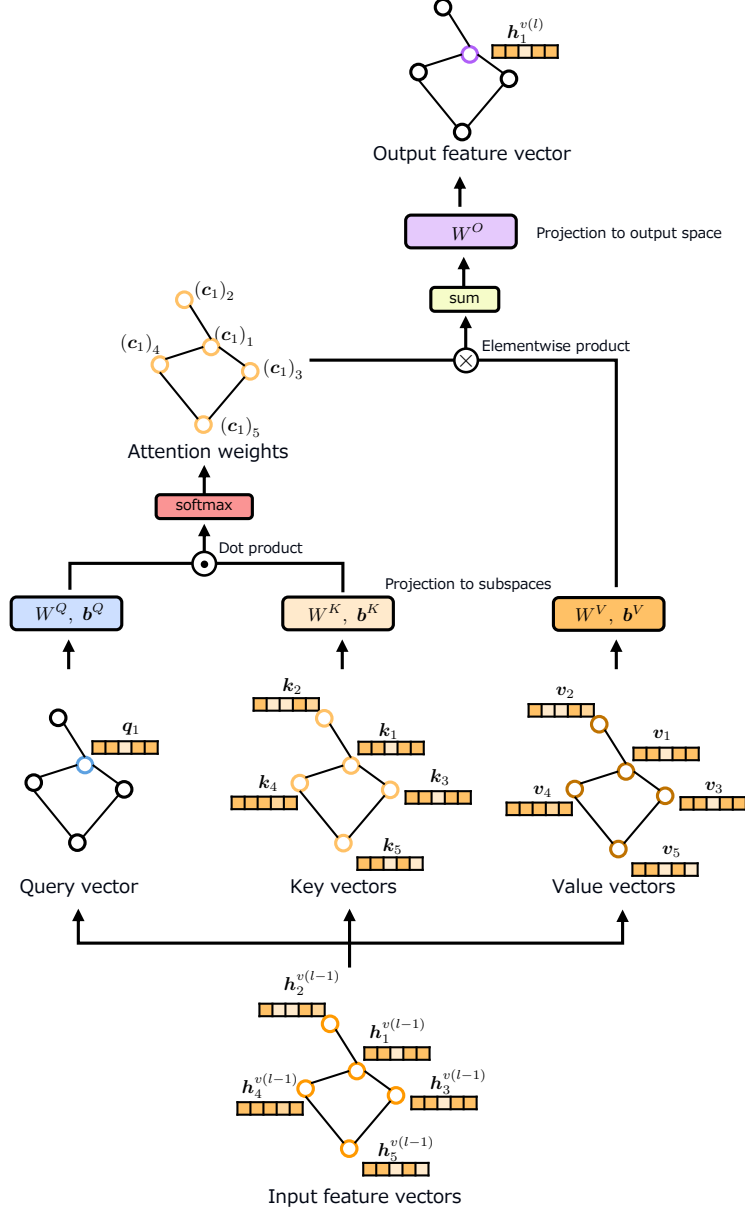 h_1^{v(l)}
Output feature vector
W^O
Projection to output space
sum
(c_1)_2
(c_1)_1
(c_1)_4
(c_1)_3
(c_1)_5
Elementwise product
Attention weights
softmax
Dot product
Projection to subspaces
W^Q, b^Q
W^K, b^K
W^V, b^V
q_1
k_2
k_1
k_4
k_3
k_5
v_2
v_1
v_4
v_3
v_5
Query vector
Key vectors
Value vectors
h_2^{v(l-1)}
h_1^{v(l-1)}
h_4^{v(l-1)}
h_3^{v(l-1)}
h_5^{v(l-1)}
Input feature vectors